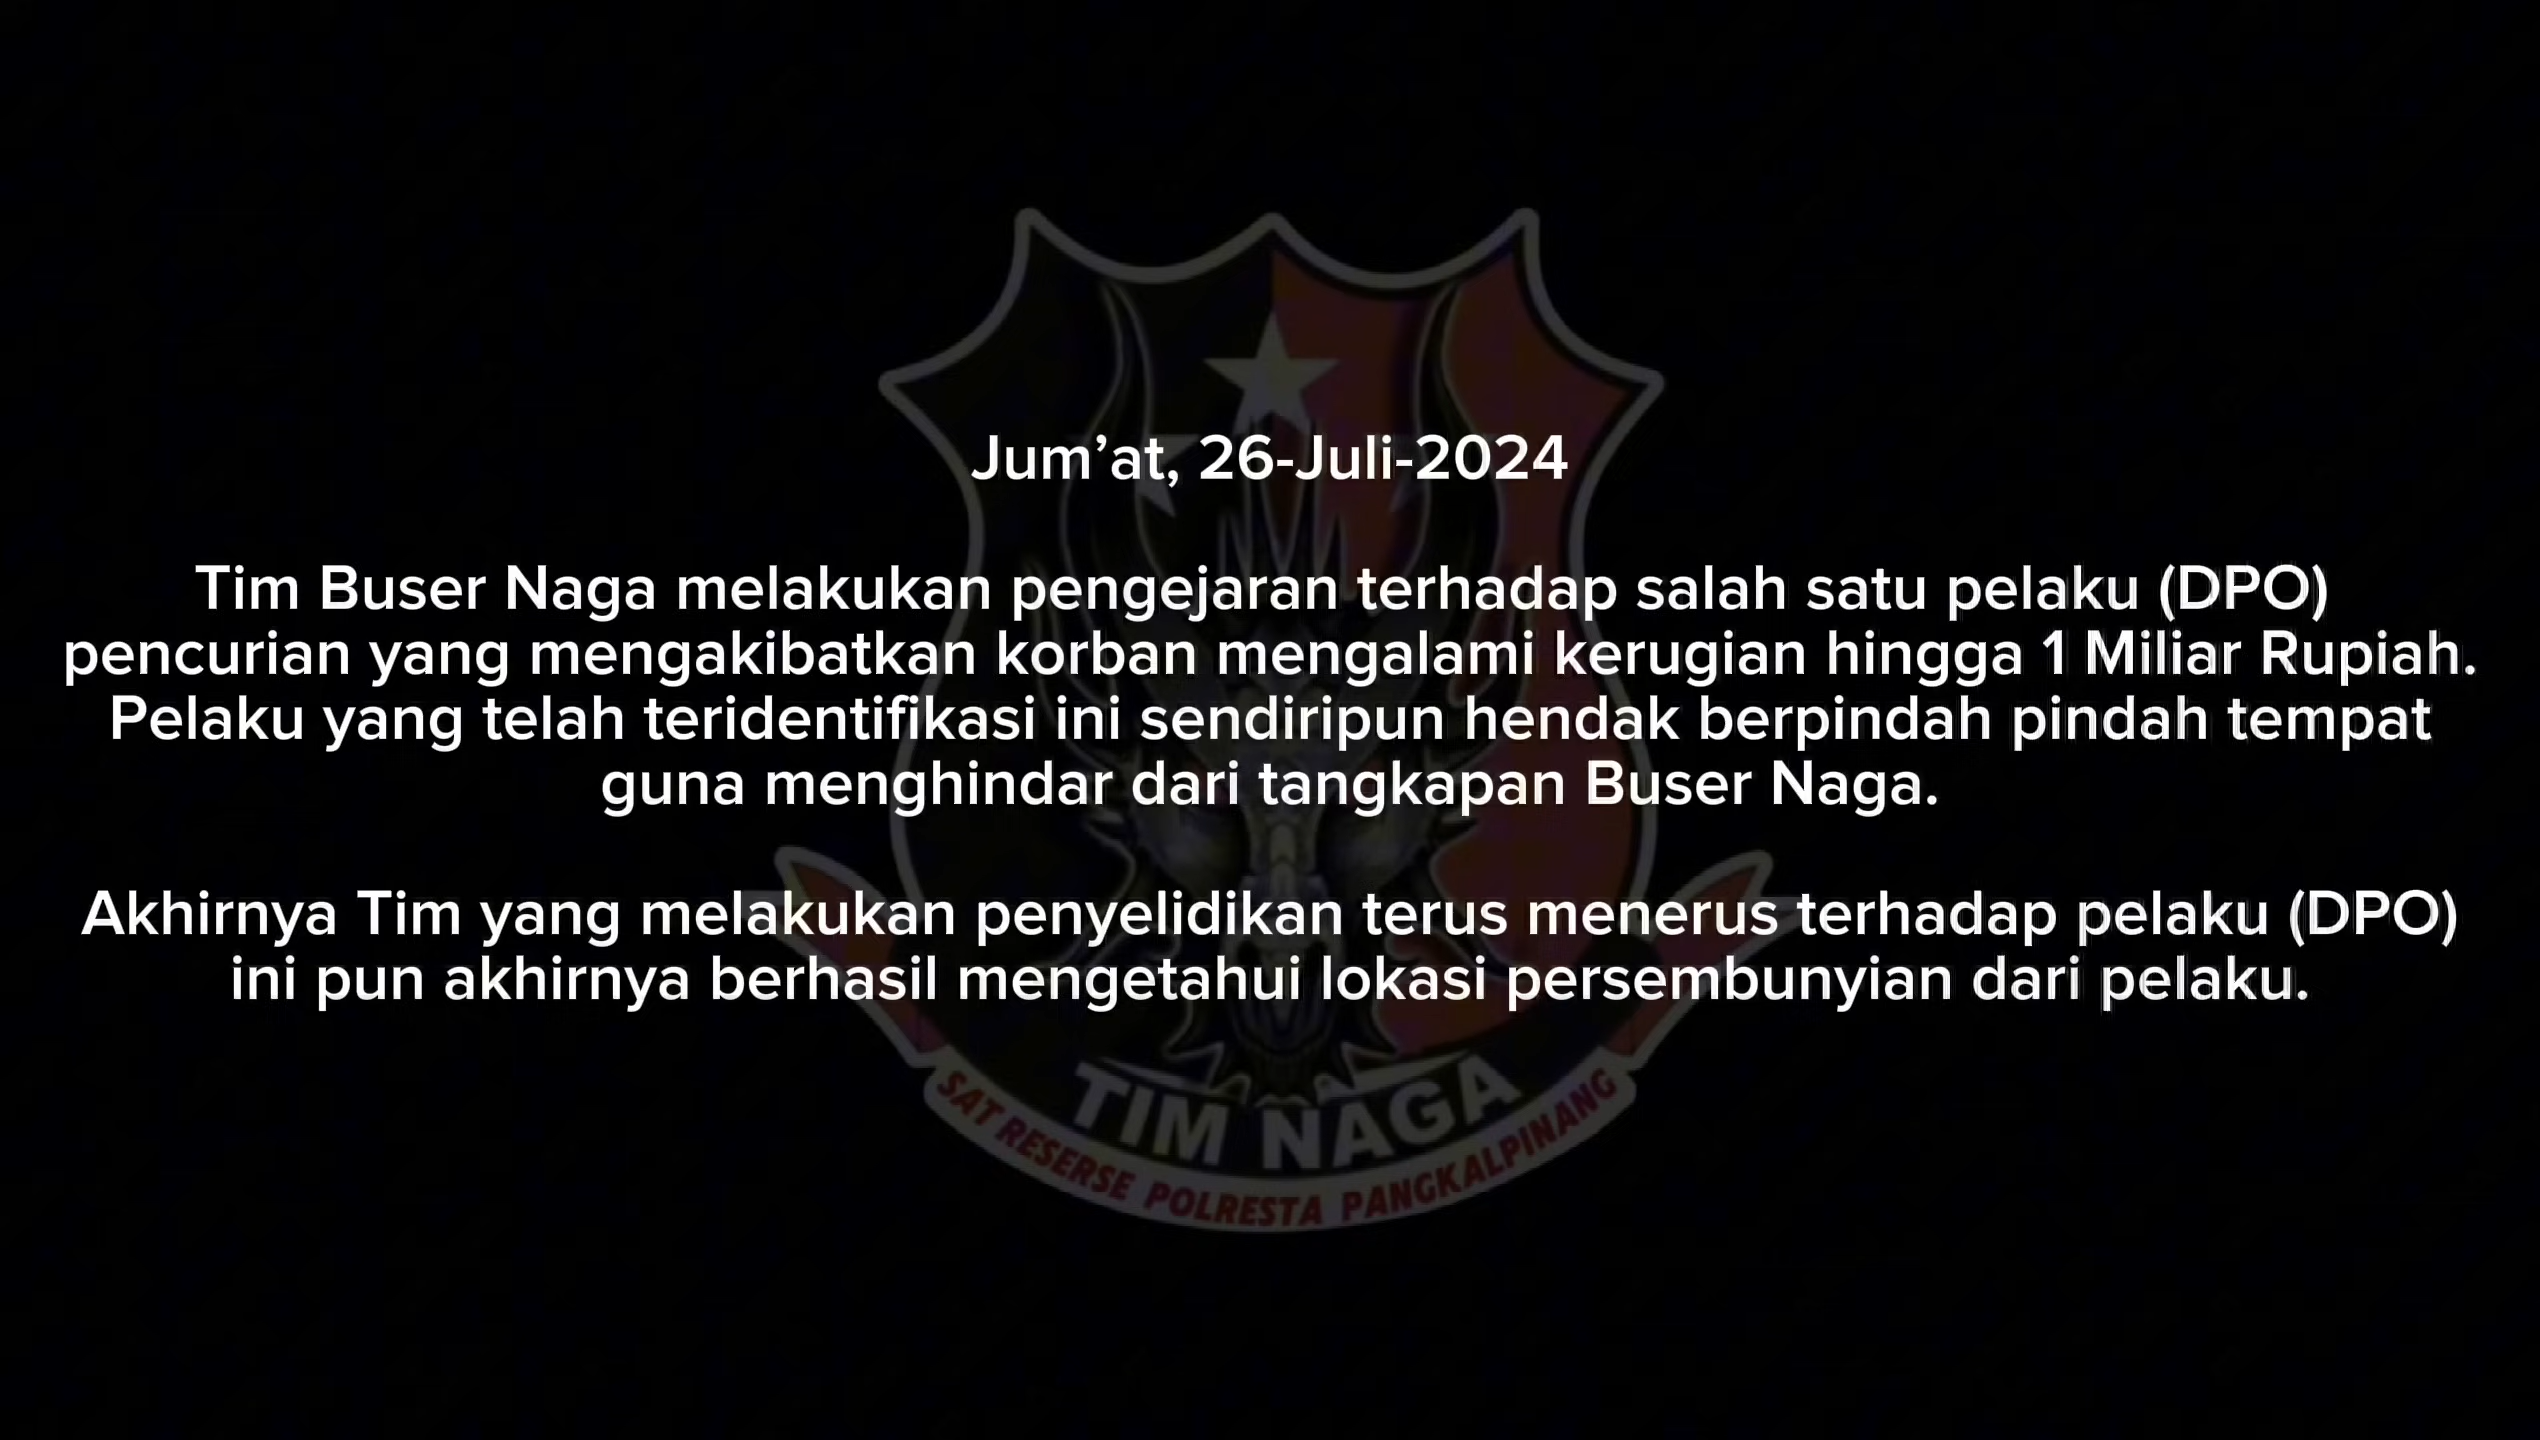 Jum’at, 26-Juli-2024
Tim Buser Naga melakukan pengejaran terhadap salah satu pelaku (DPO)
pencurian yang mengakibatkan korban mengalami kerugian hingga 1 Miliar Rupiah.
Pelaku yang telah teridentifikasi ini sendiripun hendak berpindah pindah tempat
guna menghindar dari tangkapan Buser Naga.
Akhirnya Tim yang melakukan penyelidikan terus menerus terhadap pelaku (DPO)
ini pun akhirnya berhasil mengetahui lokasi persembunyian dari pelaku.
TIM NAGA
SAT RESERSE POLRESTA PANGKALPINANG